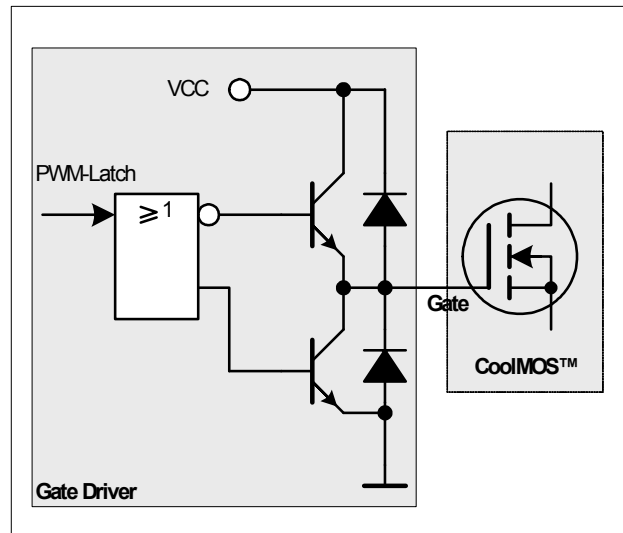 VCC
PWM-Latch
≥1
Gate
CoolMOS™
Gate Driver